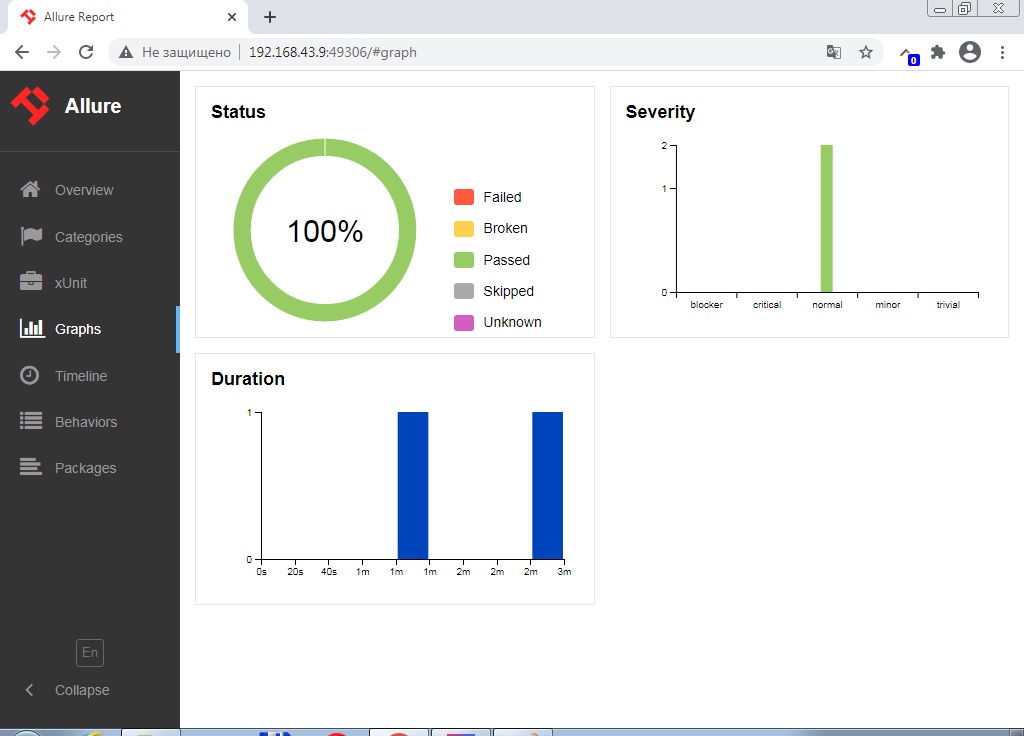 Allure Report
Не защищено 192.168.43.9:49306/#graph
0
Allure
Overview
Categories
xUnit
Graphs
Timeline
Behaviors
Packages
En
Collapse
Status
100%
Failed
Broken
Passed
Skipped
Unknown
Severity
2
1
0
blocker critical normal minor trivial
Duration
1
0
0s 20s 40s 1m 1m 1m 2m 2m 2m 3m